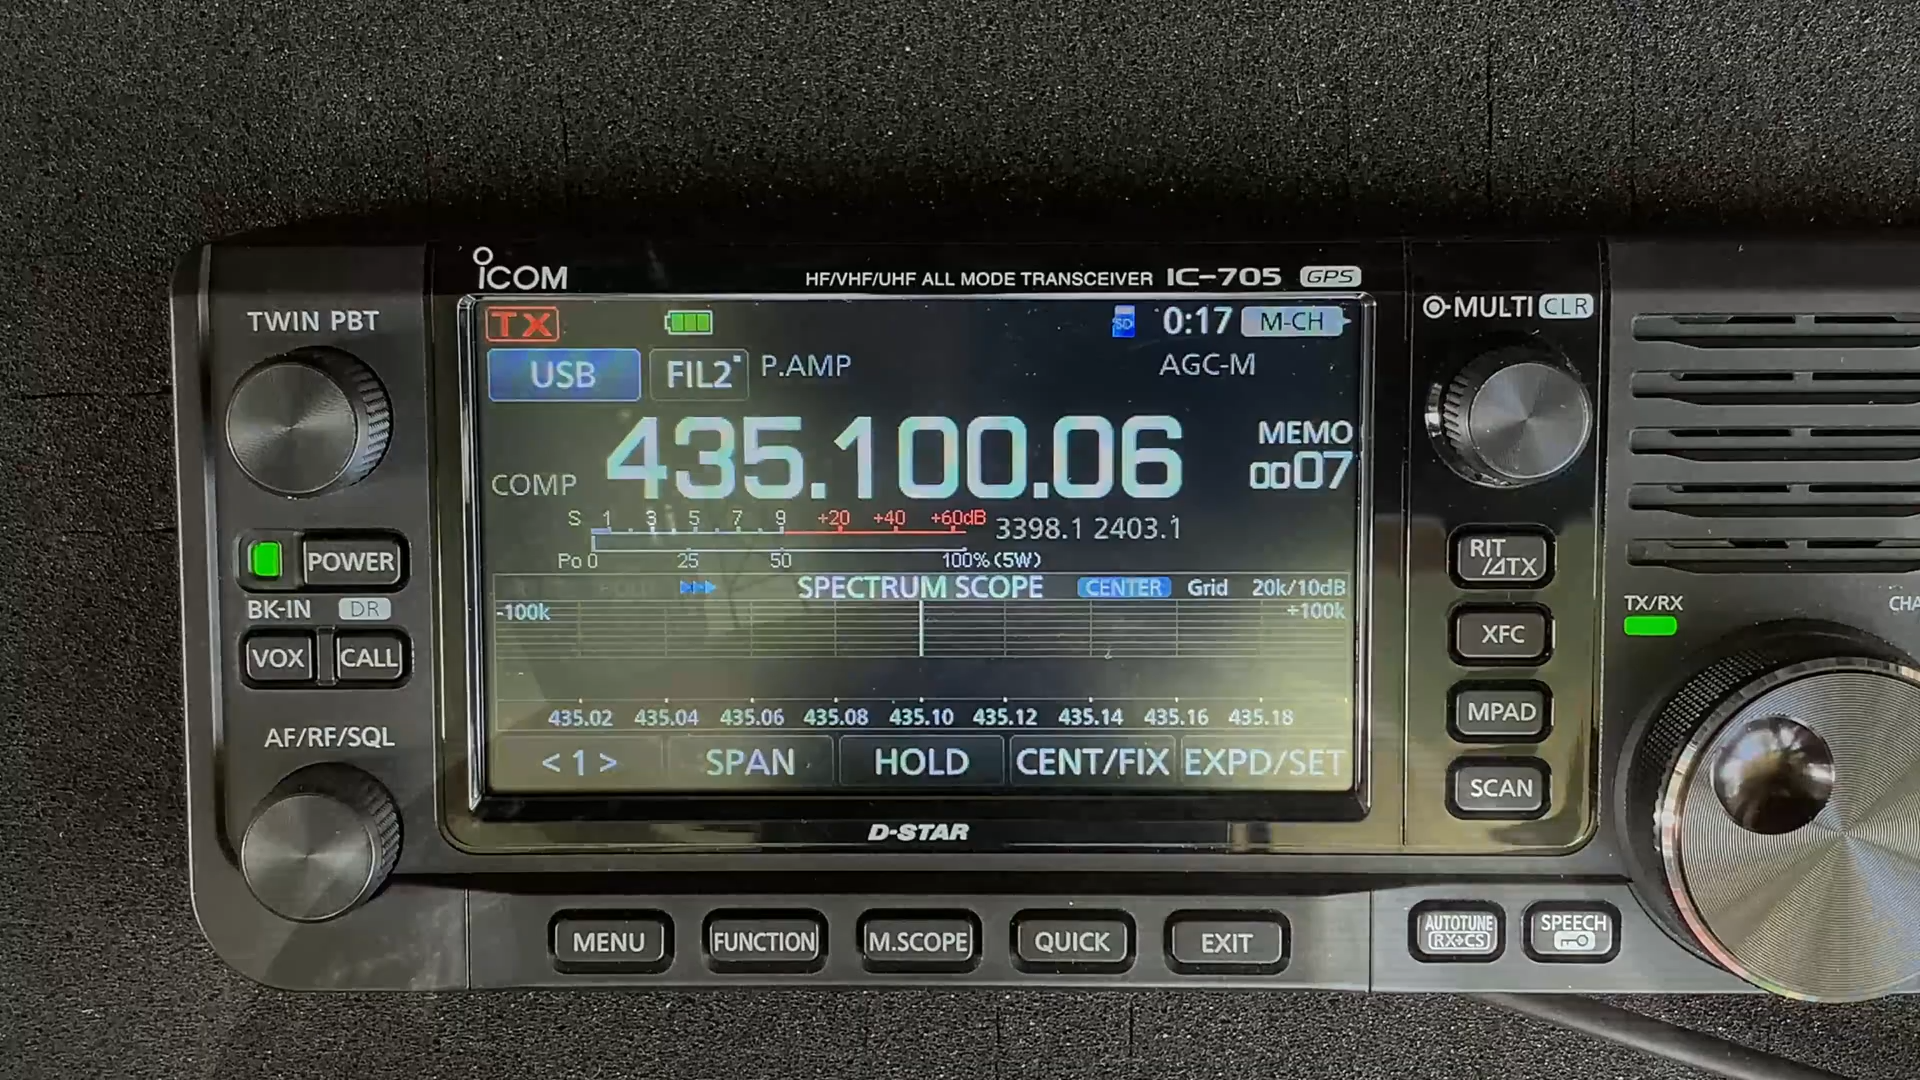 ICOM
HF/VHF/UHF ALL MODE TRANSCEIVER IC-705 GPS
TWIN PBT
MULTI CLR
TX
SD 0:17 M-CH
USB FIL2 P.AMP AGC-M
COMP 435.100.06 MEMO
0007
S 1 3 5 7 9 +20 +40 +60dB 3398.1 2403.1
Po 0 25 50 100% (5W)
SPECTRUM SCOPE CENTER Grid 20k/10dB
-100k +100k
435.02 435.04 435.06 435.08 435.10 435.12 435.14 435.16 435.18
< 1 > SPAN HOLD CENT/FIX EXPD/SET
D-STAR
POWER
BK-IN DR
VOX CALL
AF/RF/SQL
RIT
⊿TX
XFC
MPAD
SCAN
TX/RX
CHA
MENU FUNCTION M.SCOPE QUICK EXIT
AUTOTUNE
RX→CS
SPEECH